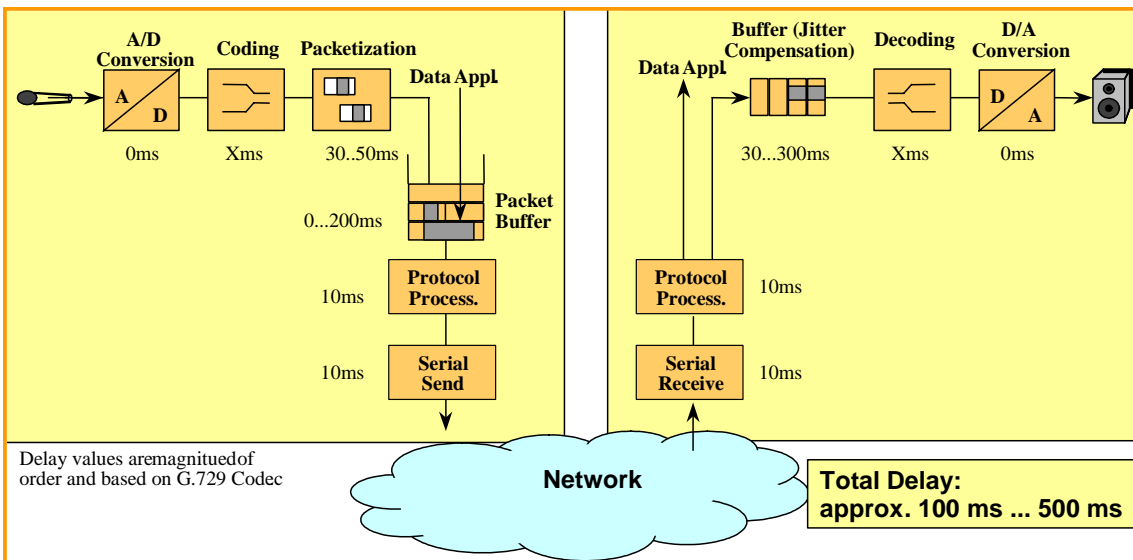 A/D
Conversion
Coding
Packetization
Data Appl.
A
D
0ms
Xms
30..50ms
0...200ms
Packet
Buffer
Protocol
Process.
10ms
Serial
Send
10ms
Buffer (Jitter
Compensation)
Decoding
D/A
Conversion
Data Appl.
D
A
30...300ms
Xms
0ms
Protocol
Process.
10ms
Serial
Receive
10ms
Delay values aremagnituedof
order and based on G.729 Codec
Network
Total Delay:
approx. 100 ms ... 500 ms